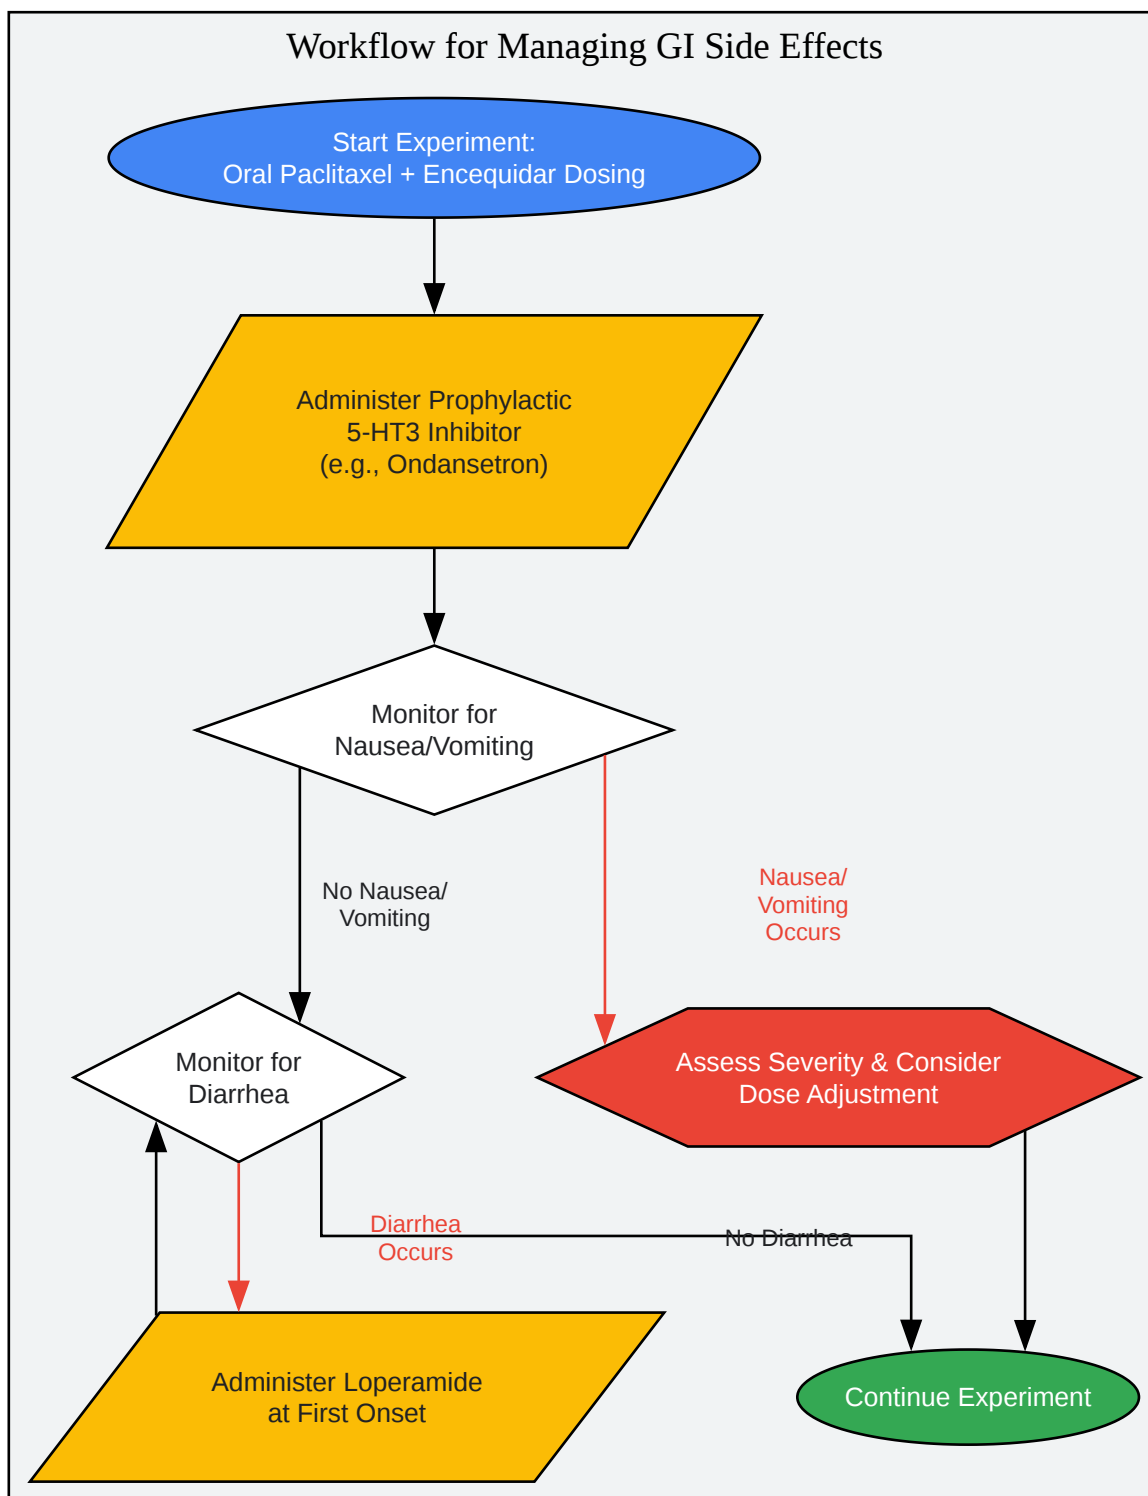 Workflow for Managing GI Side Effects
Start Experiment:
Oral Paclitaxel + Encequidar Dosing
Administer Prophylactic
5-HT3 Inhibitor
(e.g., Ondansetron)
Monitor for
Nausea/Vomiting
No Nausea/
Vomiting
Nausea/
Vomiting
Occurs
Monitor for
Diarrhea
Assess Severity & Consider
Dose Adjustment
Diarrhea
Occurs
No Diarrhea
Administer Loperamide
at First Onset
Continue Experiment